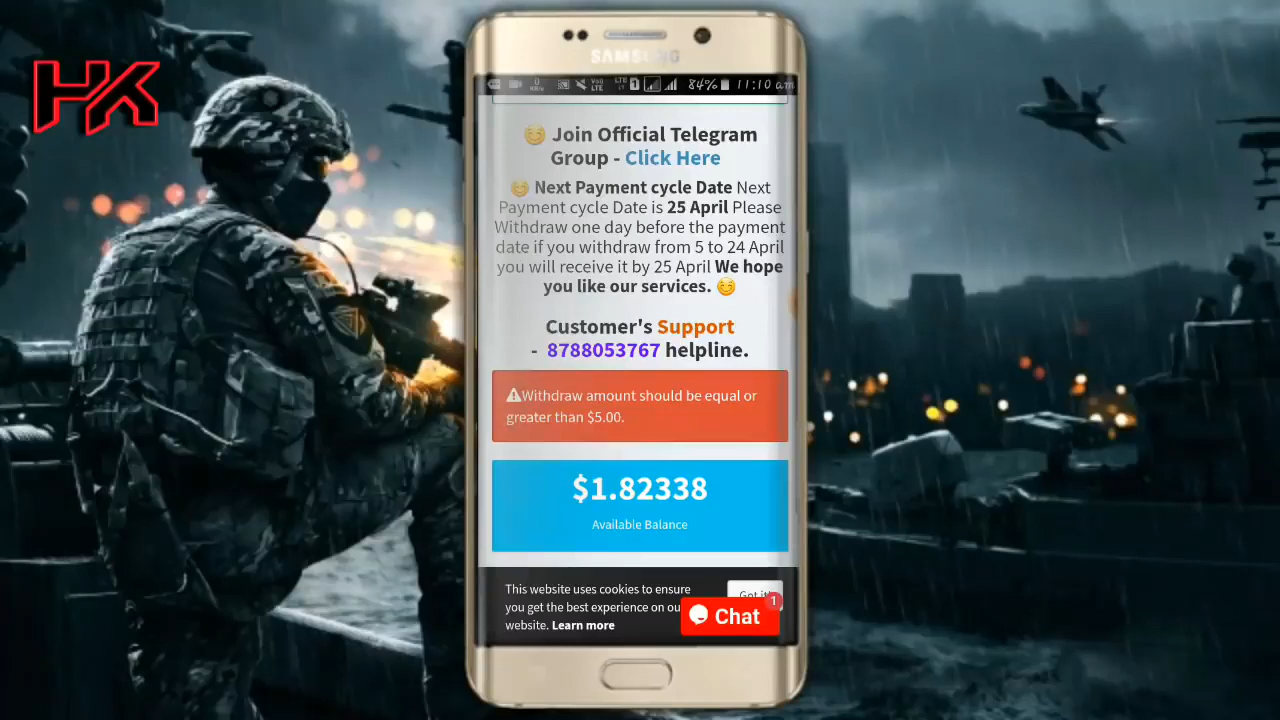 HK
SAMSUNG
84% 11:10 am
😊 Join Official Telegram
Group - Click Here
😊 Next Payment cycle Date Next
Payment cycle Date is 25 April Please
Withdraw one day before the payment
date if you withdraw from 5 to 24 April
you will receive it by 25 April We hope
you like our services. 😊
Customer's Support
- 8788053767 helpline.
⚠Withdraw amount should be equal or
greater than $5.00.
$1.82338
Available Balance
This website uses cookies to ensure
you get the best experience on our
website. Learn more
Got it!
Chat 1